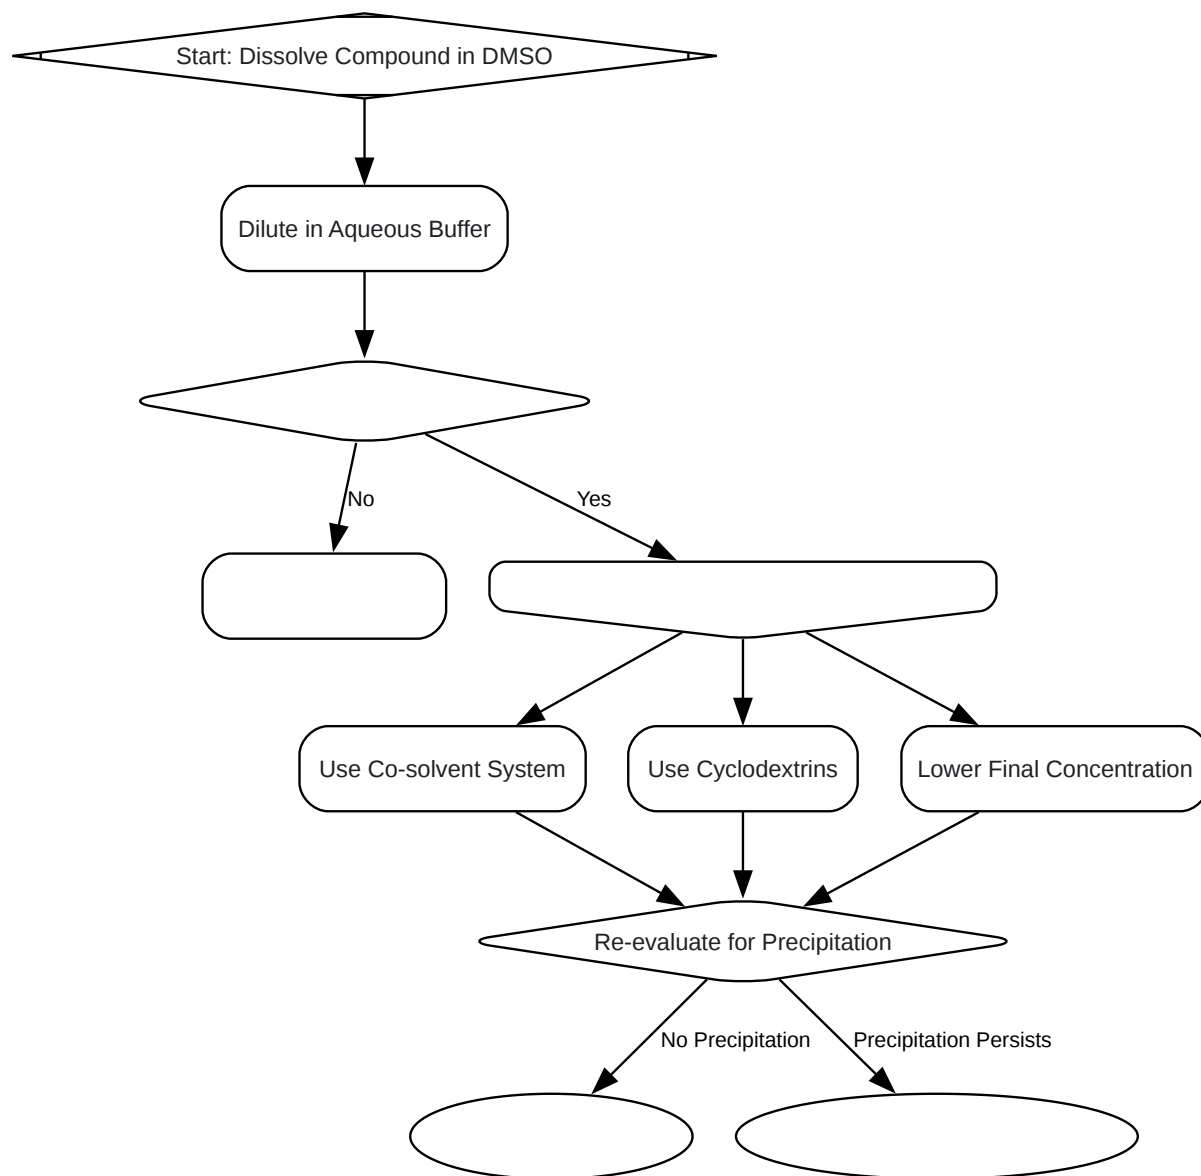 Start: Dissolve Compound in DMSO
Dilute in Aqueous Buffer
No
Yes
Use Co-solvent System
Use Cyclodextrins
Lower Final Concentration
Re-evaluate for Precipitation
No Precipitation
Precipitation Persists